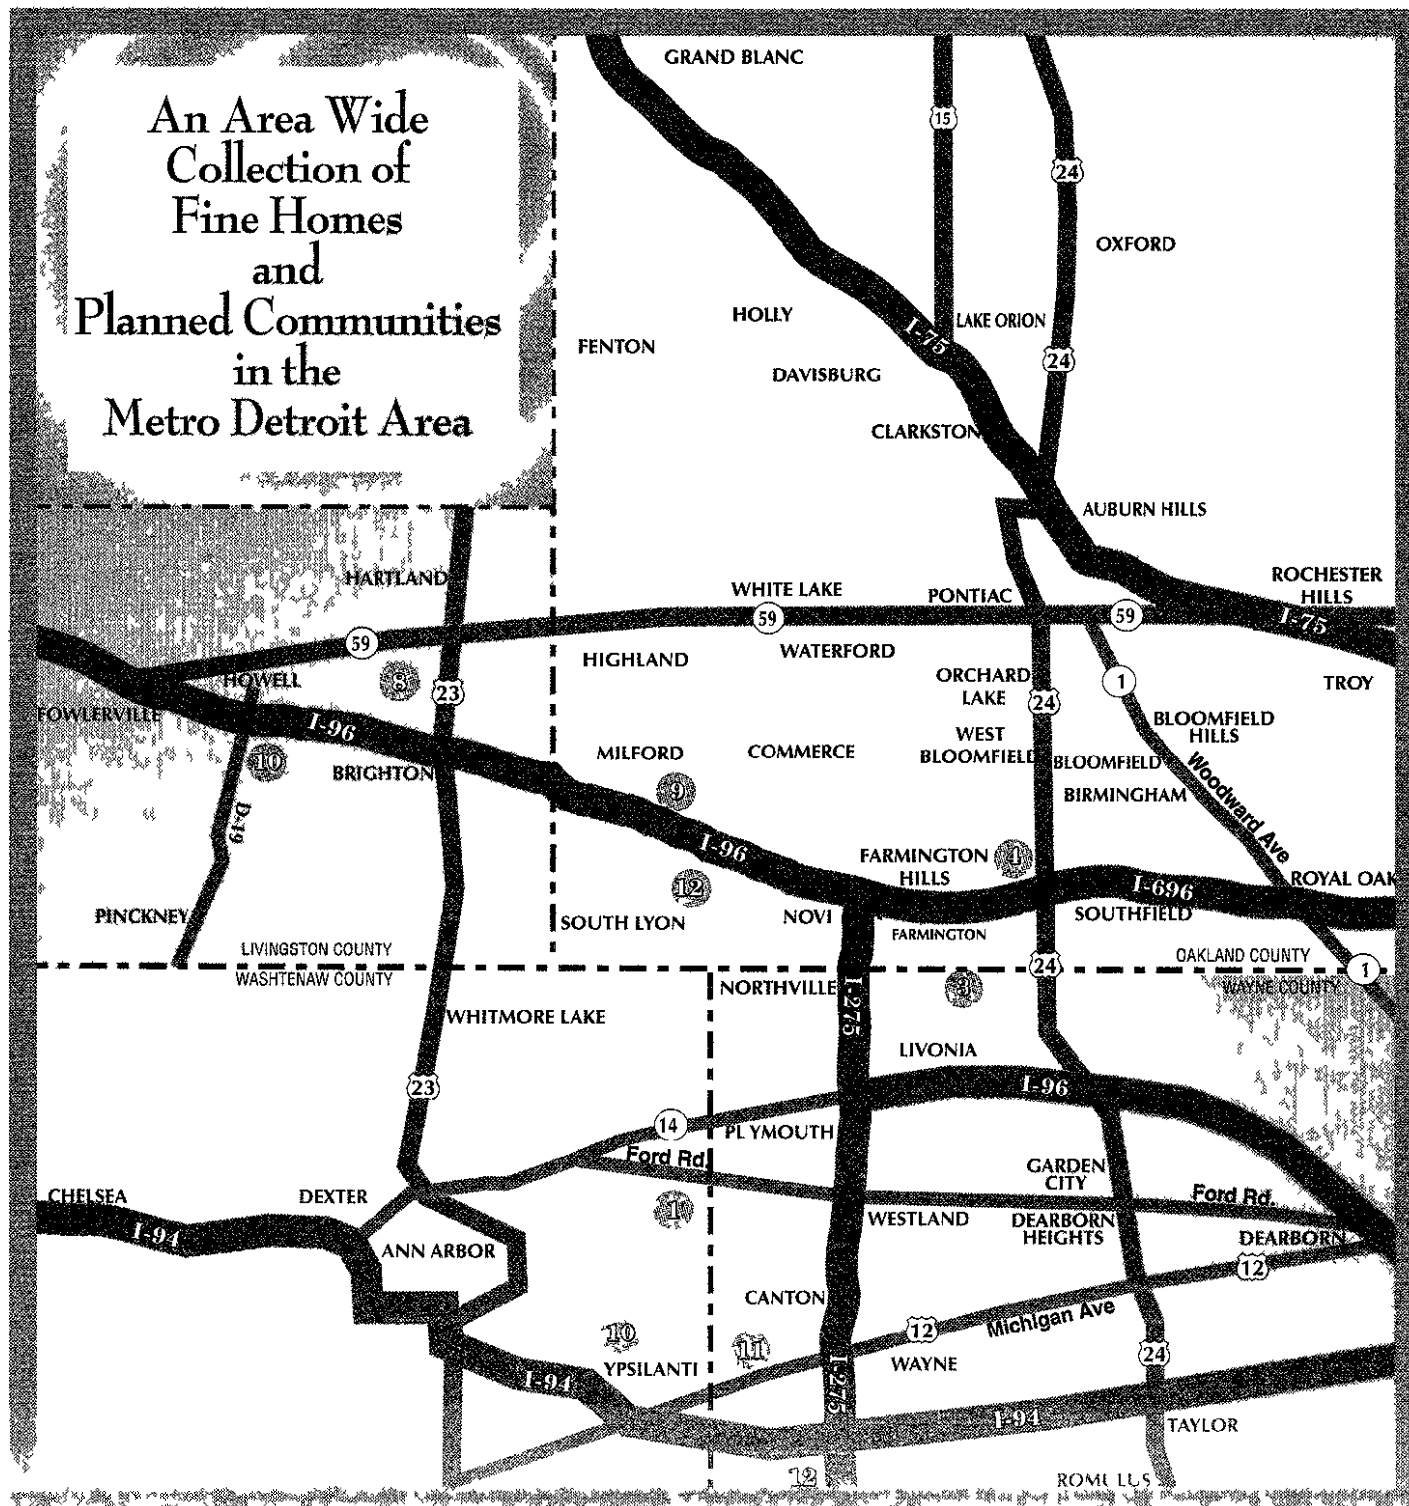 An Area Wide
Collection of
Fine Homes
and
Planned Communities
in the
Metro Detroit Area
GRAND BLANC
15
24
OXFORD
HOLLY
LAKE ORION
I-75
FENTON
24
DAVISBURG
CLARKSTON
AUBURN HILLS
HARTLAND
WHITE LAKE
PONTIAC
ROCHESTER
HILLS
59
59
59
I-75
HIGHLAND
WATERFORD
HOWELL
8
23
ORCHARD
LAKE
24
1
TROY
FOWLERVILLE
I-96
BLOOMFIELD
HILLS
WEST
BLOOMFIELD
MILFORD
COMMERCE
10
BRIGHTON
BLOOMFIELD
Woodward Ave
9
BIRMINGHAM
D-19
I-96
FARMINGTON
HILLS
4
12
I-696
ROYAL OAK
PINCKNEY
SOUTH LYON
NOVI
SOUTHFIELD
FARMINGTON
LIVINGSTON COUNTY
WASHTENAW COUNTY
24
OAKLAND COUNTY
WAYNE COUNTY
1
NORTHVILLE
I-275
3
WHITMORE LAKE
LIVONIA
23
I-96
14
PLYMOUTH
Ford Rd.
GARDEN
CITY
CHELSEA
DEXTER
Ford Rd.
1
I-94
WESTLAND
DEARBORN
HEIGHTS
DEARBORN
ANN ARBOR
12
CANTON
Michigan Ave
10
11
12
24
YPSILANTI
WAYNE
I-94
I-275
I-94
TAYLOR
12
ROMULUS